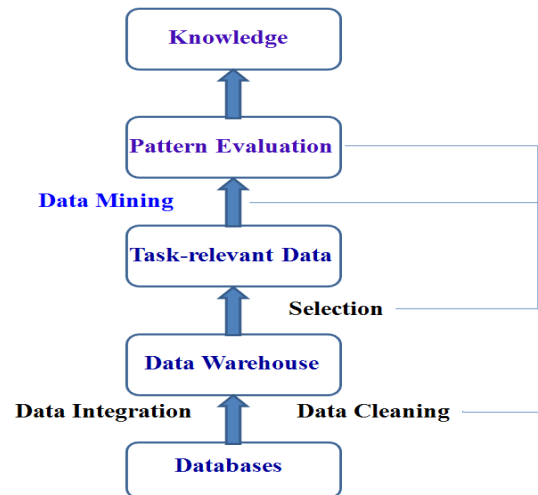 Knowledge
Pattern Evaluation
Data Mining
Task-relevant Data
Selection
Data Warehouse
Data Integration
Data Cleaning
Databases